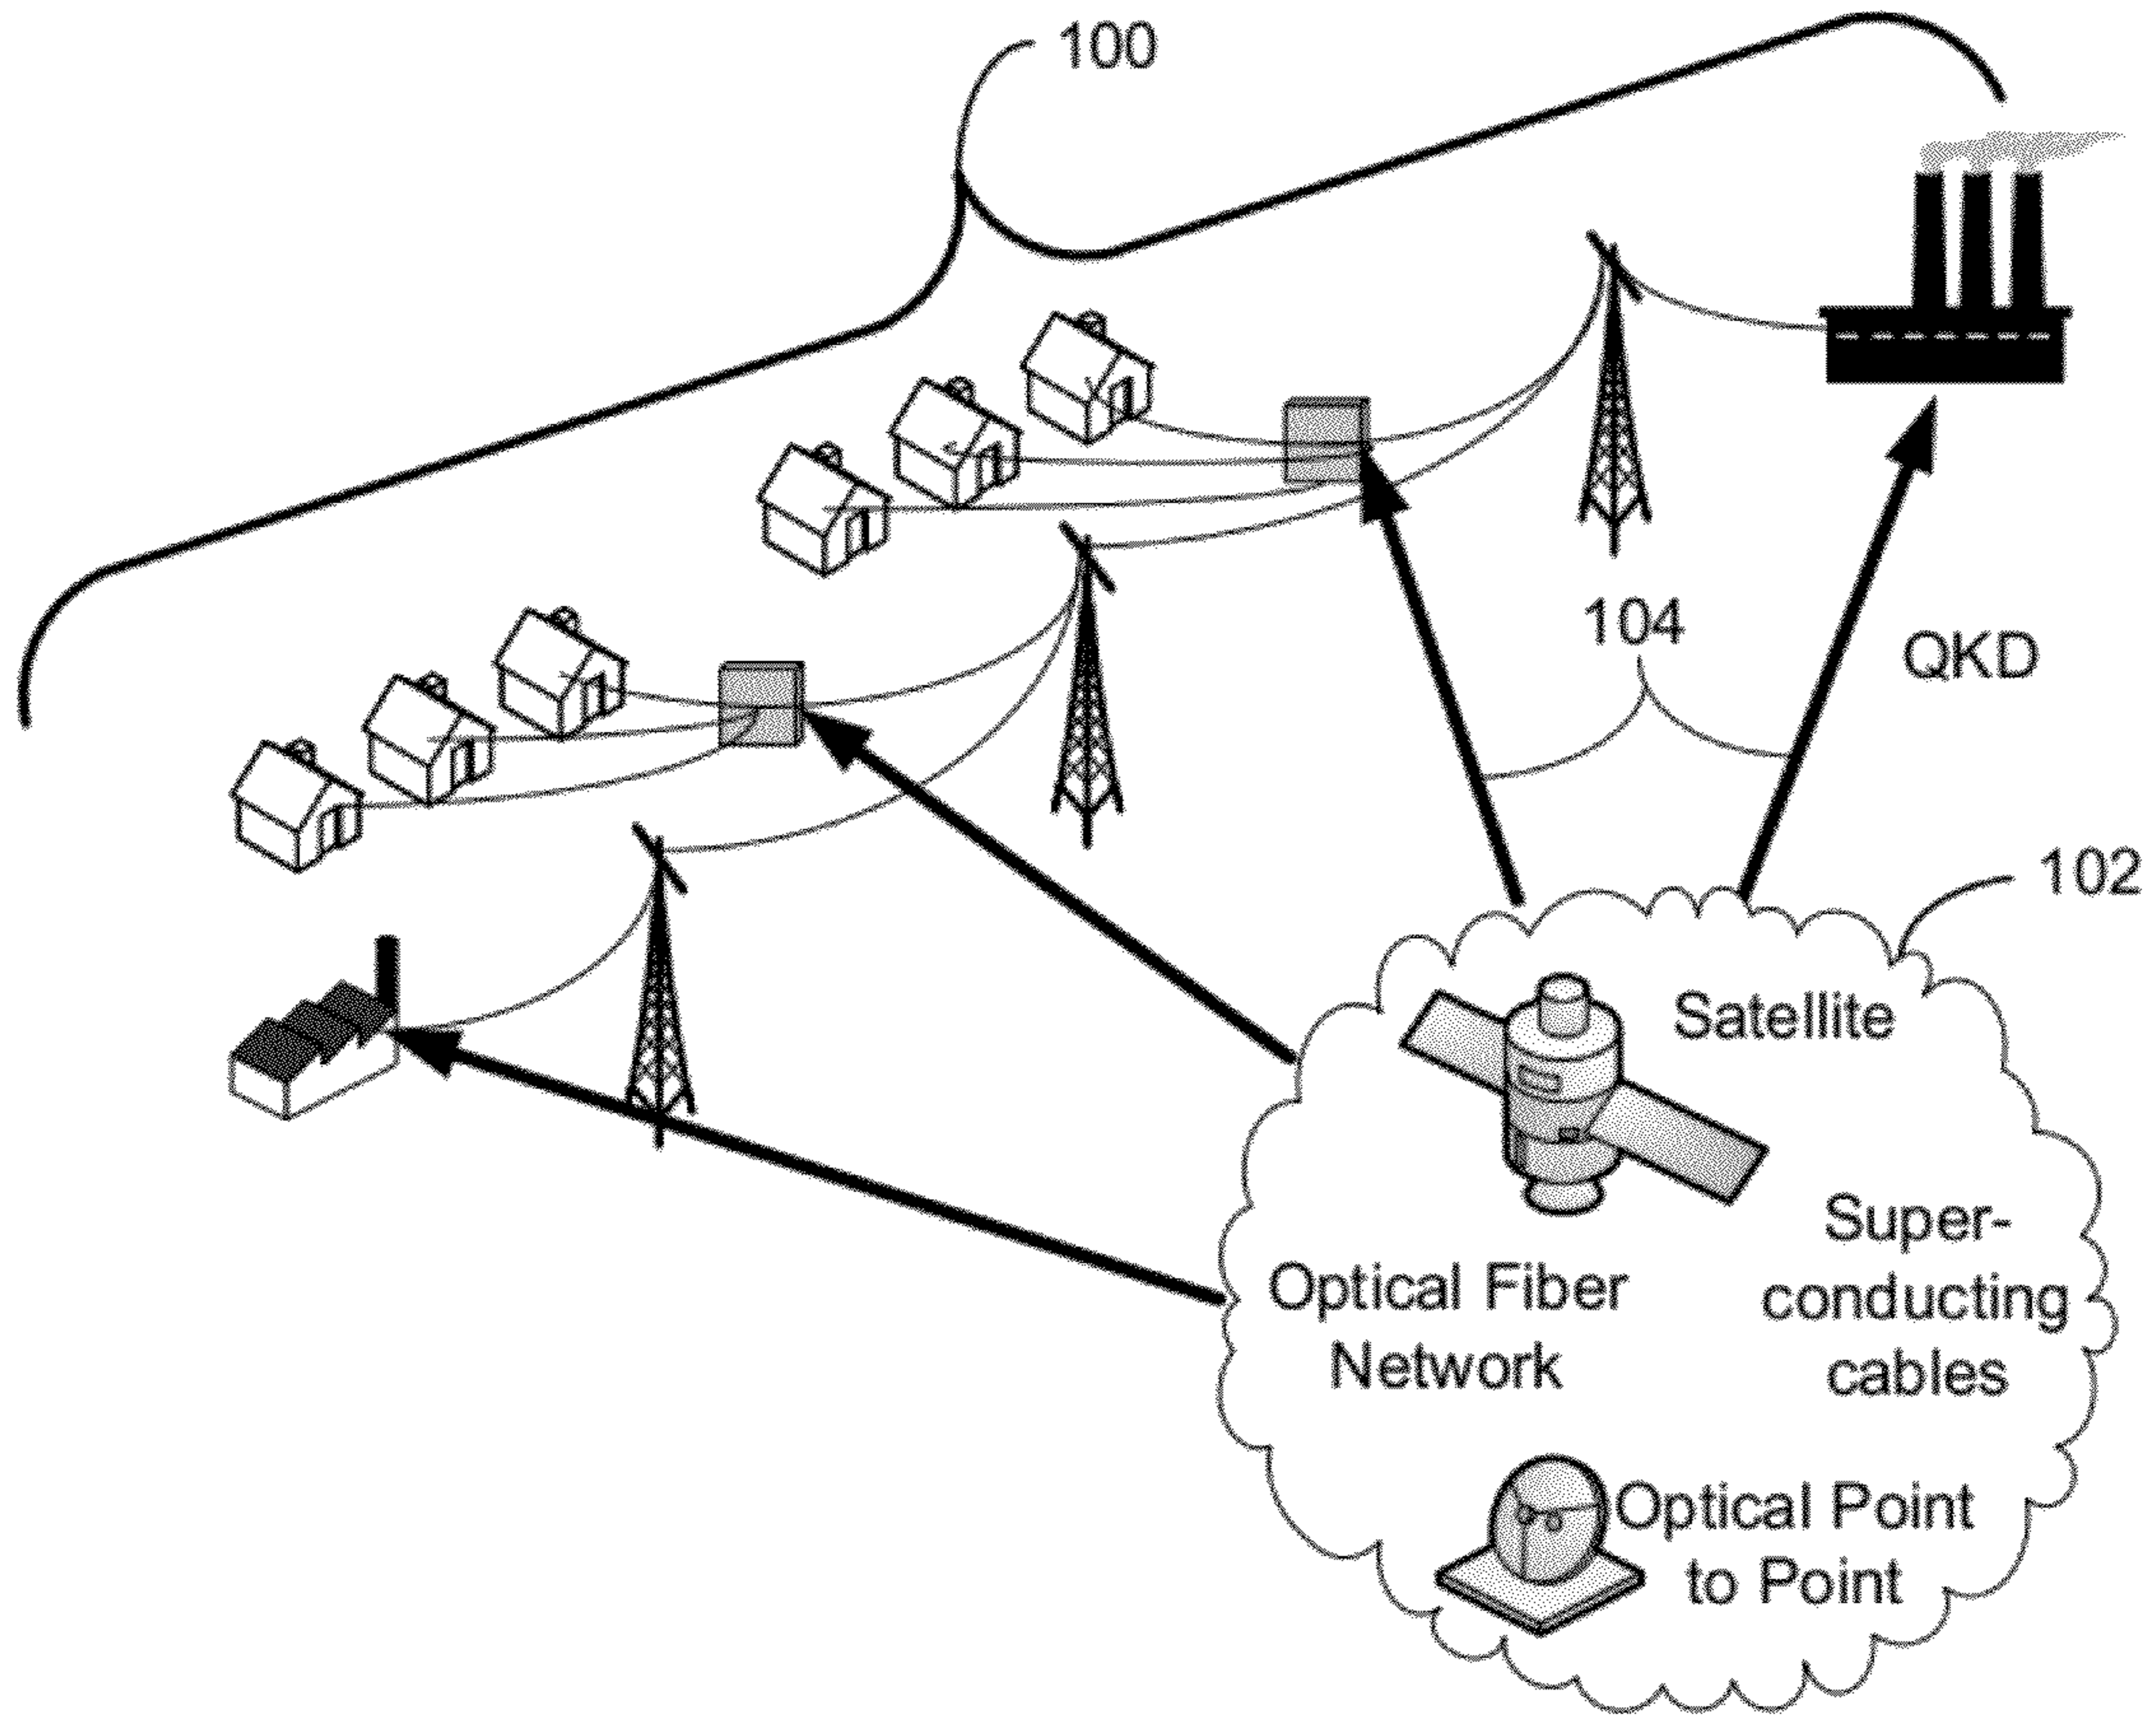 100
104
QKD
102
Satellite
Super-
conducting
cables
Optical Fiber
Network
Optical Point
to Point